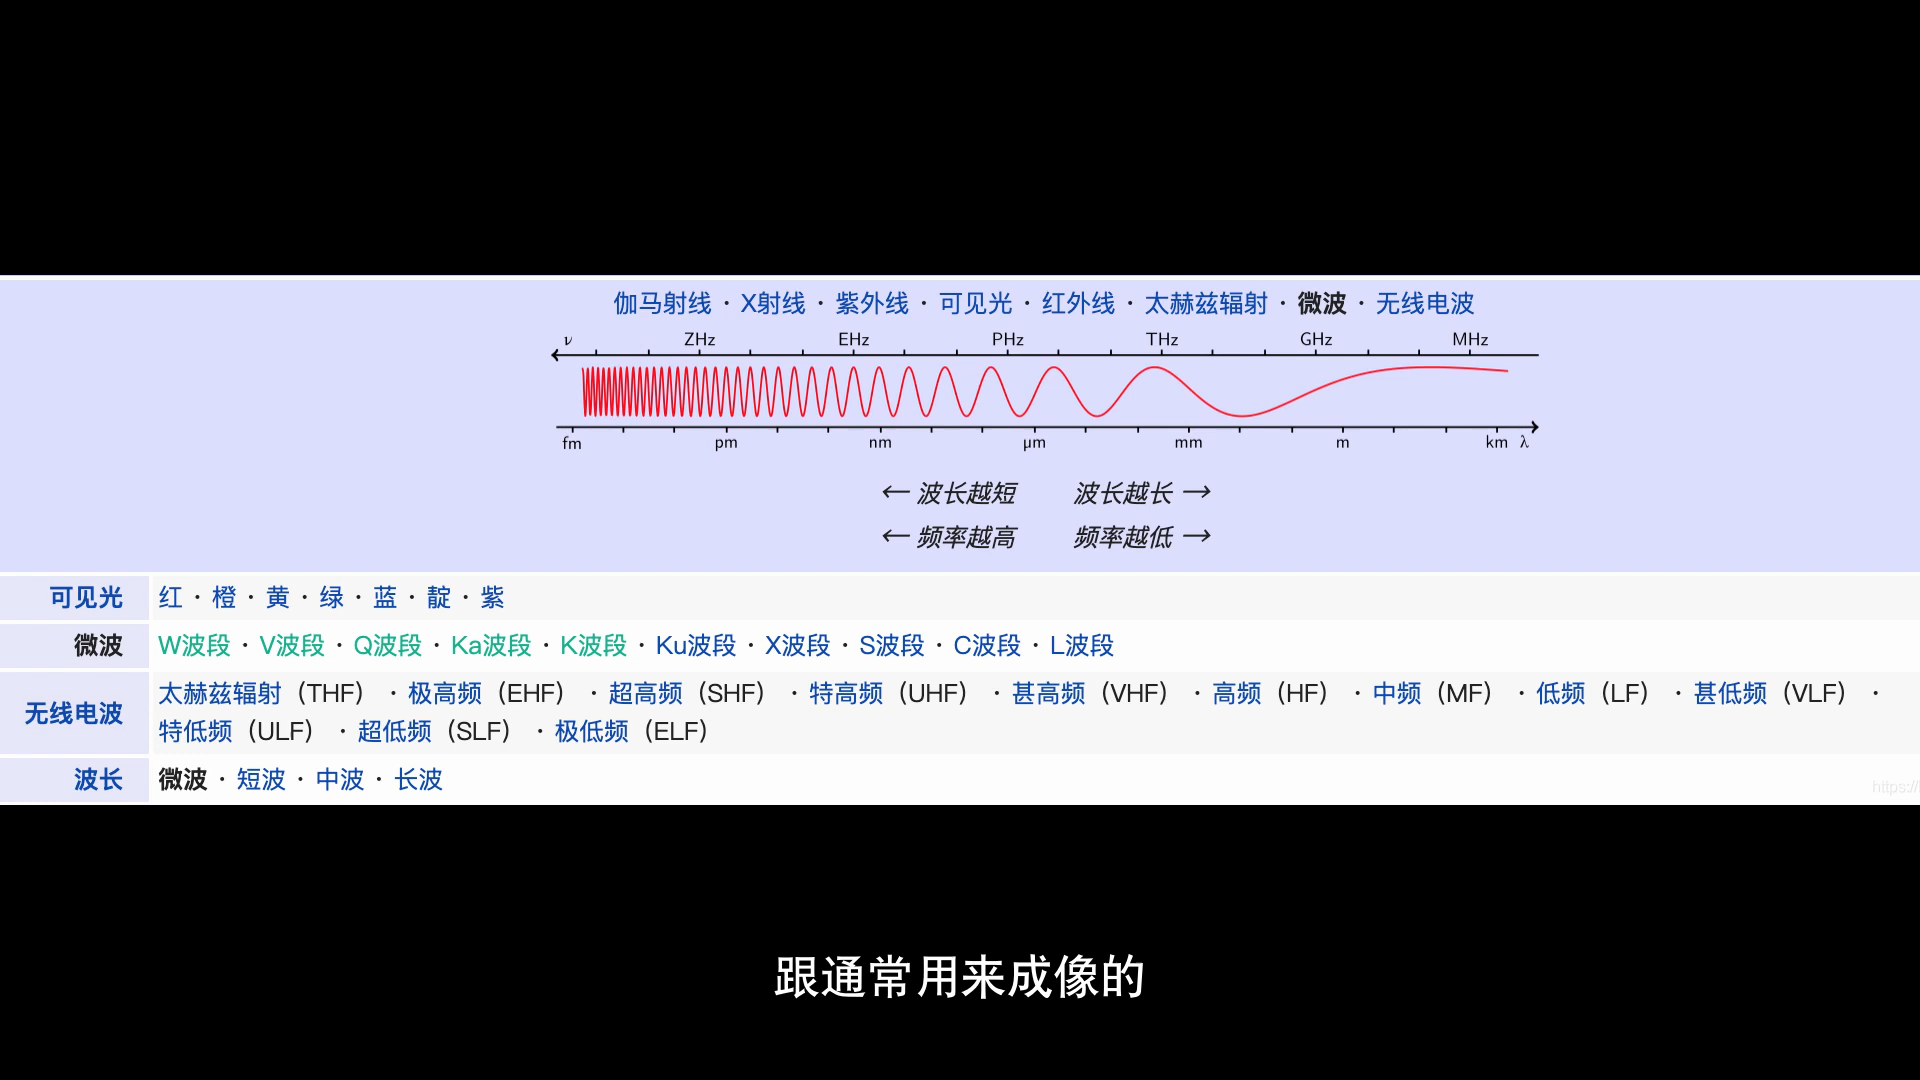 伽马射线 · X射线 · 紫外线 · 可见光 · 红外线 · 太赫兹辐射 · 微波 · 无线电波
ν ZHz EHz PHz THz GHz MHz
fm pm nm µm mm m km λ
← 波长越短 波长越长 →
← 频率越高 频率越低 →
可见光 红 · 橙 · 黄 · 绿 · 蓝 · 靛 · 紫
微波 W波段 · V波段 · Q波段 · Ka波段 · K波段 · Ku波段 · X波段 · S波段 · C波段 · L波段
无线电波 太赫兹辐射（THF） · 极高频（EHF） · 超高频（SHF） · 特高频（UHF） · 甚高频（VHF） · 高频（HF） · 中频（MF） · 低频（LF） · 甚低频（VLF） ·
特低频（ULF） · 超低频（SLF） · 极低频（ELF）
波长 微波 · 短波 · 中波 · 长波
https://
跟通常用来成像的